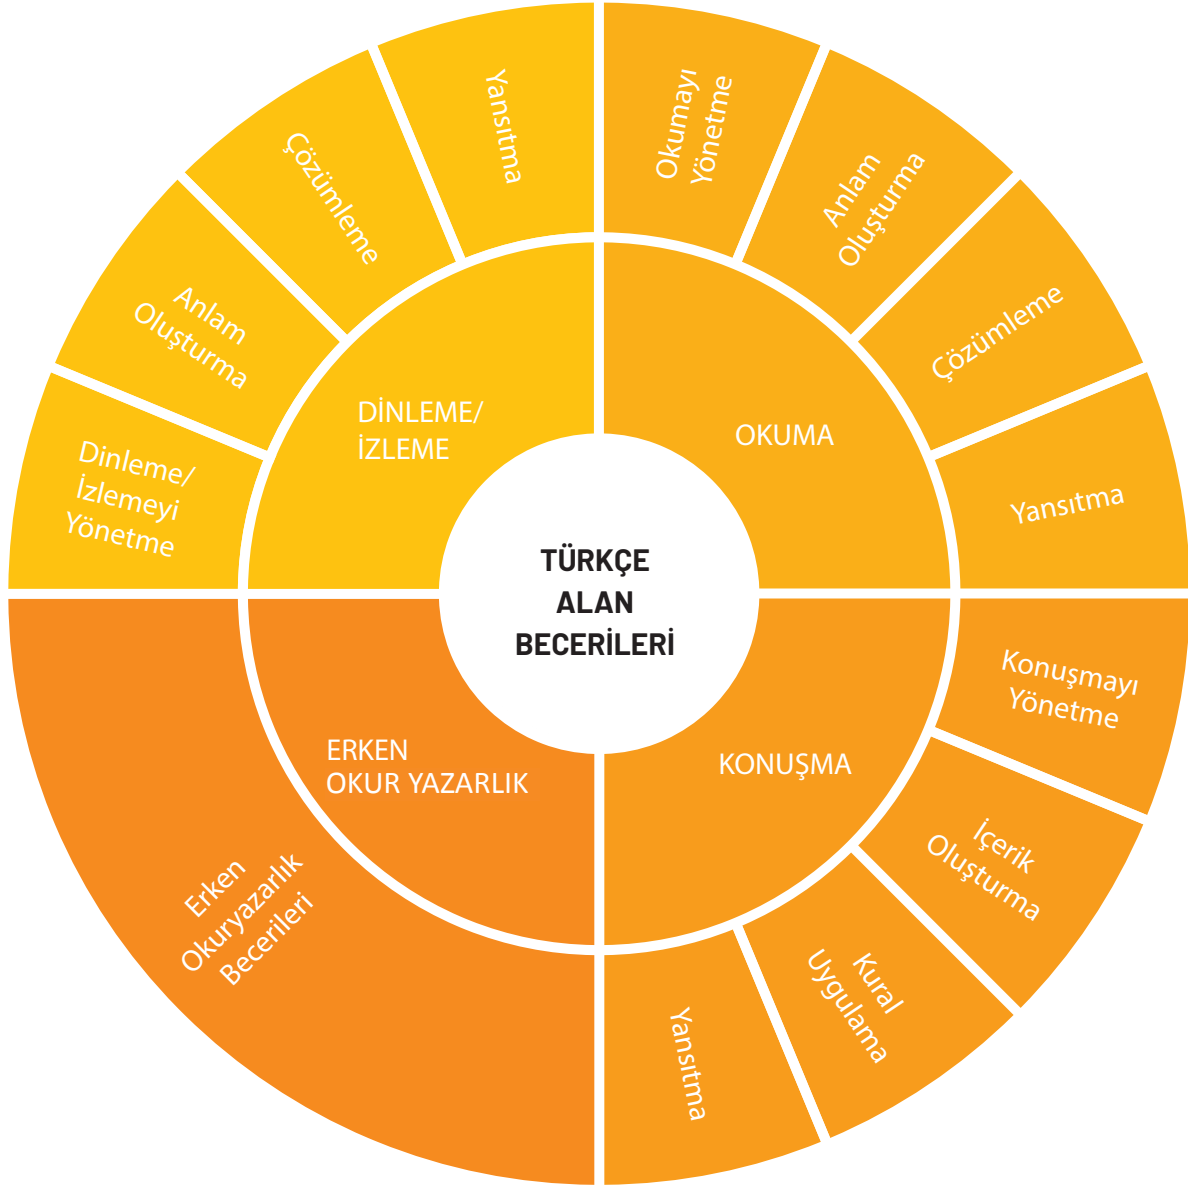 TÜRKÇE
ALAN
BECERİLERİ
DİNLEME/
İZLEME
Dinleme/
İzlemeyi
Yönetme
Anlam
Oluşturma
Çözümleme
Yansıtma
OKUMA
Okumayı
Yönetme
Anlam
Oluşturma
Çözümleme
Yansıtma
KONUŞMA
Konuşmayı
Yönetme
İçerik
Oluşturma
Kural
Uygulama
Yansıtma
ERKEN
OKUR YAZARLIK
Erken
Okuryazarlık
Becerileri